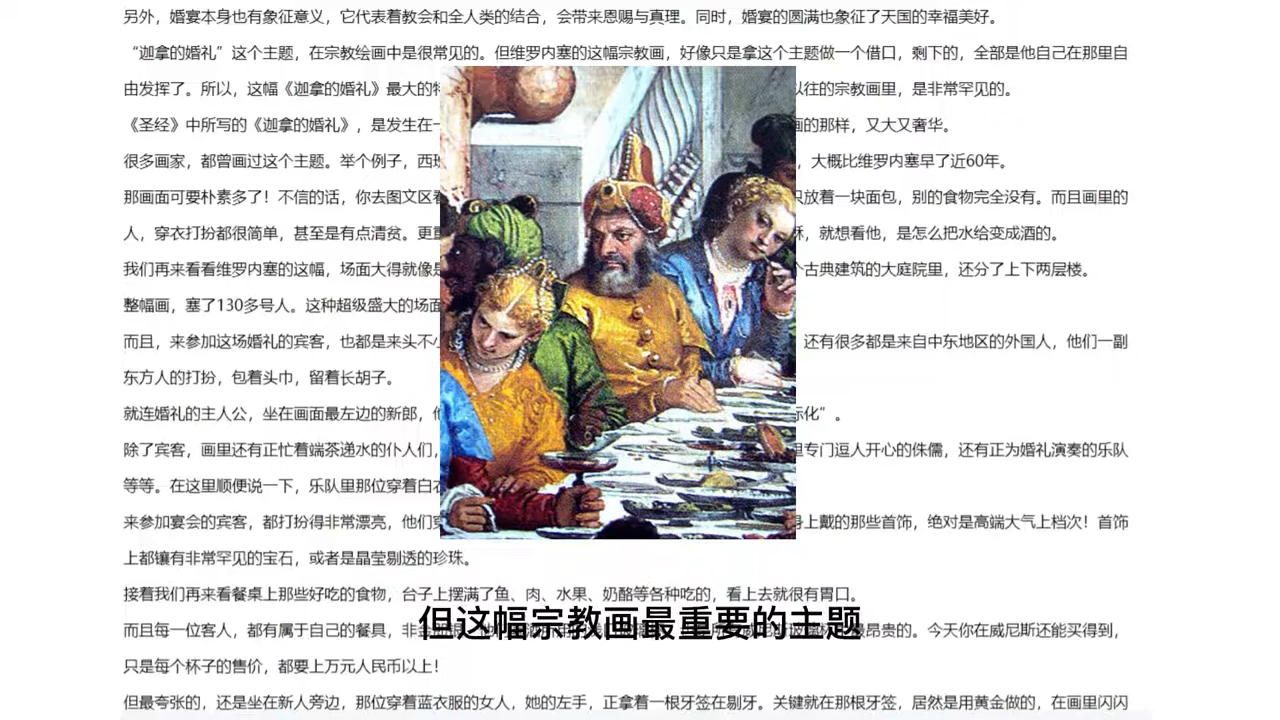 另外，婚宴本身也有象征意义，它代表着教会和全人类的结合，会带来恩赐与真理。同时，婚宴的圆满也象征了天国的幸福美好。
“迦拿的婚礼”这个主题，在宗教绘画中是很常见的。但维罗内塞的这幅宗教画，好像只是拿这个主题做一个借口，剩下的，全部是他自己在那里自
由发挥了。所以，这幅《迦拿的婚礼》最大的 以往的宗教画里，是非常罕见的。
《圣经》中所写的《迦拿的婚礼》，是发生在一 画的那样，又大又奢华。
很多画家，都曾画过这个主题。举个例子，西班 ，大概比维罗内塞早了近60年。
那画面可要朴素多了！不信的话，你去图文区看 只放着一块面包，别的食物完全没有。而且画里的
人，穿衣打扮都很简单，甚至是有点清贫。更重 稣，就想看他，是怎么把水给变成酒的。
我们再来看看维罗内塞的这幅，场面大得就像 个古典建筑的大庭院里，还分了上下两层楼。
整幅画，塞了130多号人。这种超级盛大的场面
而且，来参加这场婚礼的宾客，也都是来头不小 还有很多都是来自中东地区的外国人，他们一副
东方人的打扮，包着头巾，留着长胡子。
就连婚礼的主人公，坐在画面最左边的新郎，他 际化”。
除了宾客，画里还有正忙着端茶递水的仆人们， 里专门逗人开心的侏儒，还有正为婚礼演奏的乐队
等等。在这里顺便说一下，乐队里那位穿着白衣
来参加宴会的宾客，都打扮得非常漂亮，他们穿 身上戴的那些首饰，绝对是高端大气上档次！首饰
上都镶有非常罕见的宝石，或者是晶莹剔透的珍珠。
接着我们再来看餐桌上那些好吃的食物，台子上摆满了鱼、肉、水果、奶酪等各种吃的，看上去就很有胃口。
但这幅宗教画最重要的主题
而且每一位客人，都有属于自己的餐具，非 最昂贵的。今天你在威尼斯还能买得到，
只是每个杯子的售价，都要上万元人民币以上！
但最夸张的，还是坐在新人旁边，那位穿着蓝衣服的女人，她的左手，正拿着一根牙签在剔牙。关键就在那根牙签，居然是用黄金做的，在画里闪闪